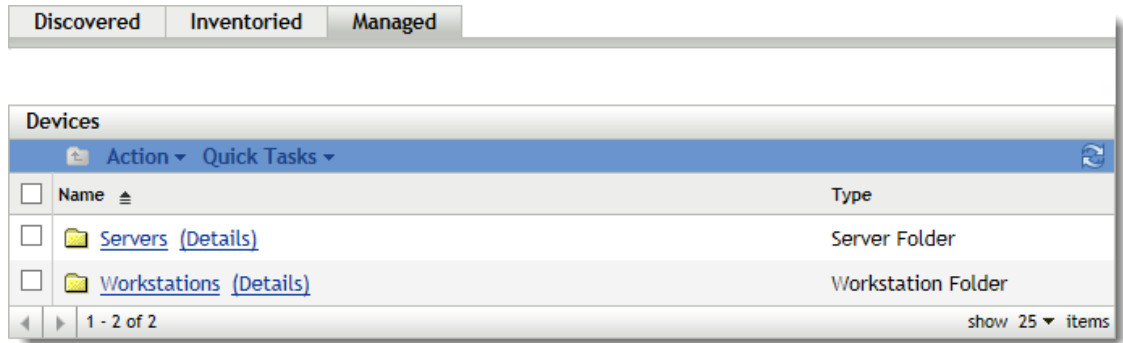 Discovered Inventoried Managed
Devices
Action Quick Tasks
Name Type
Servers (Details) Server Folder
Workstations (Details) Workstation Folder
1 - 2 of 2 show 25 items